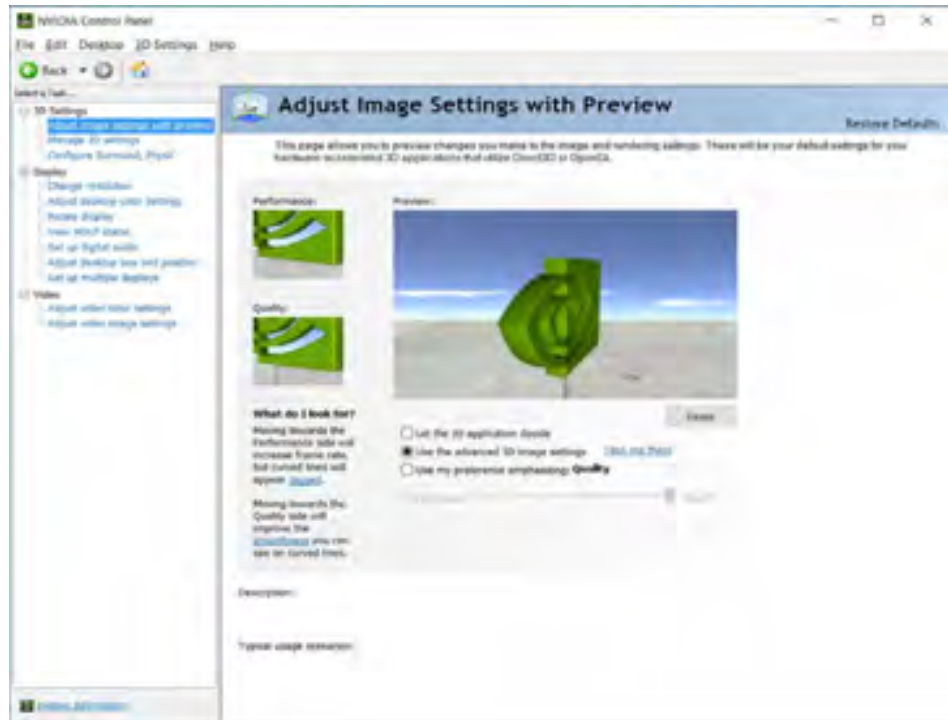 NVIDIA Control Panel
File Edit Desktop 3D Settings Help
Back
Select a Task...
3D Settings
Adjust image settings with preview
Manage 3D settings
Configure Surround, PhysX
Display
Change resolution
Adjust desktop color settings
Rotate display
View HDCP status
Set up digital audio
Adjust desktop size and position
Set up multiple displays
Video
Adjust video color settings
Adjust video image settings
System Information
Adjust Image Settings with Preview
Restore Defaults
This page allows you to preview changes you make to the image and rendering settings. These will be your default settings for your
hardware accelerated 3D applications that utilize Direct3D or OpenGL.
Performance:
Preview:
Quality:
What do I look for?
Moving towards the
Performance side will
increase frame rate,
but curved lines will
appear jagged.
Moving towards the
Quality side will
improve the
smoothness you can
see on curved lines.
Let the 3D application decide
Use the advanced 3D image settings Take me there
Use my preference emphasizing: Quality
Description:
Typical usage scenarios: